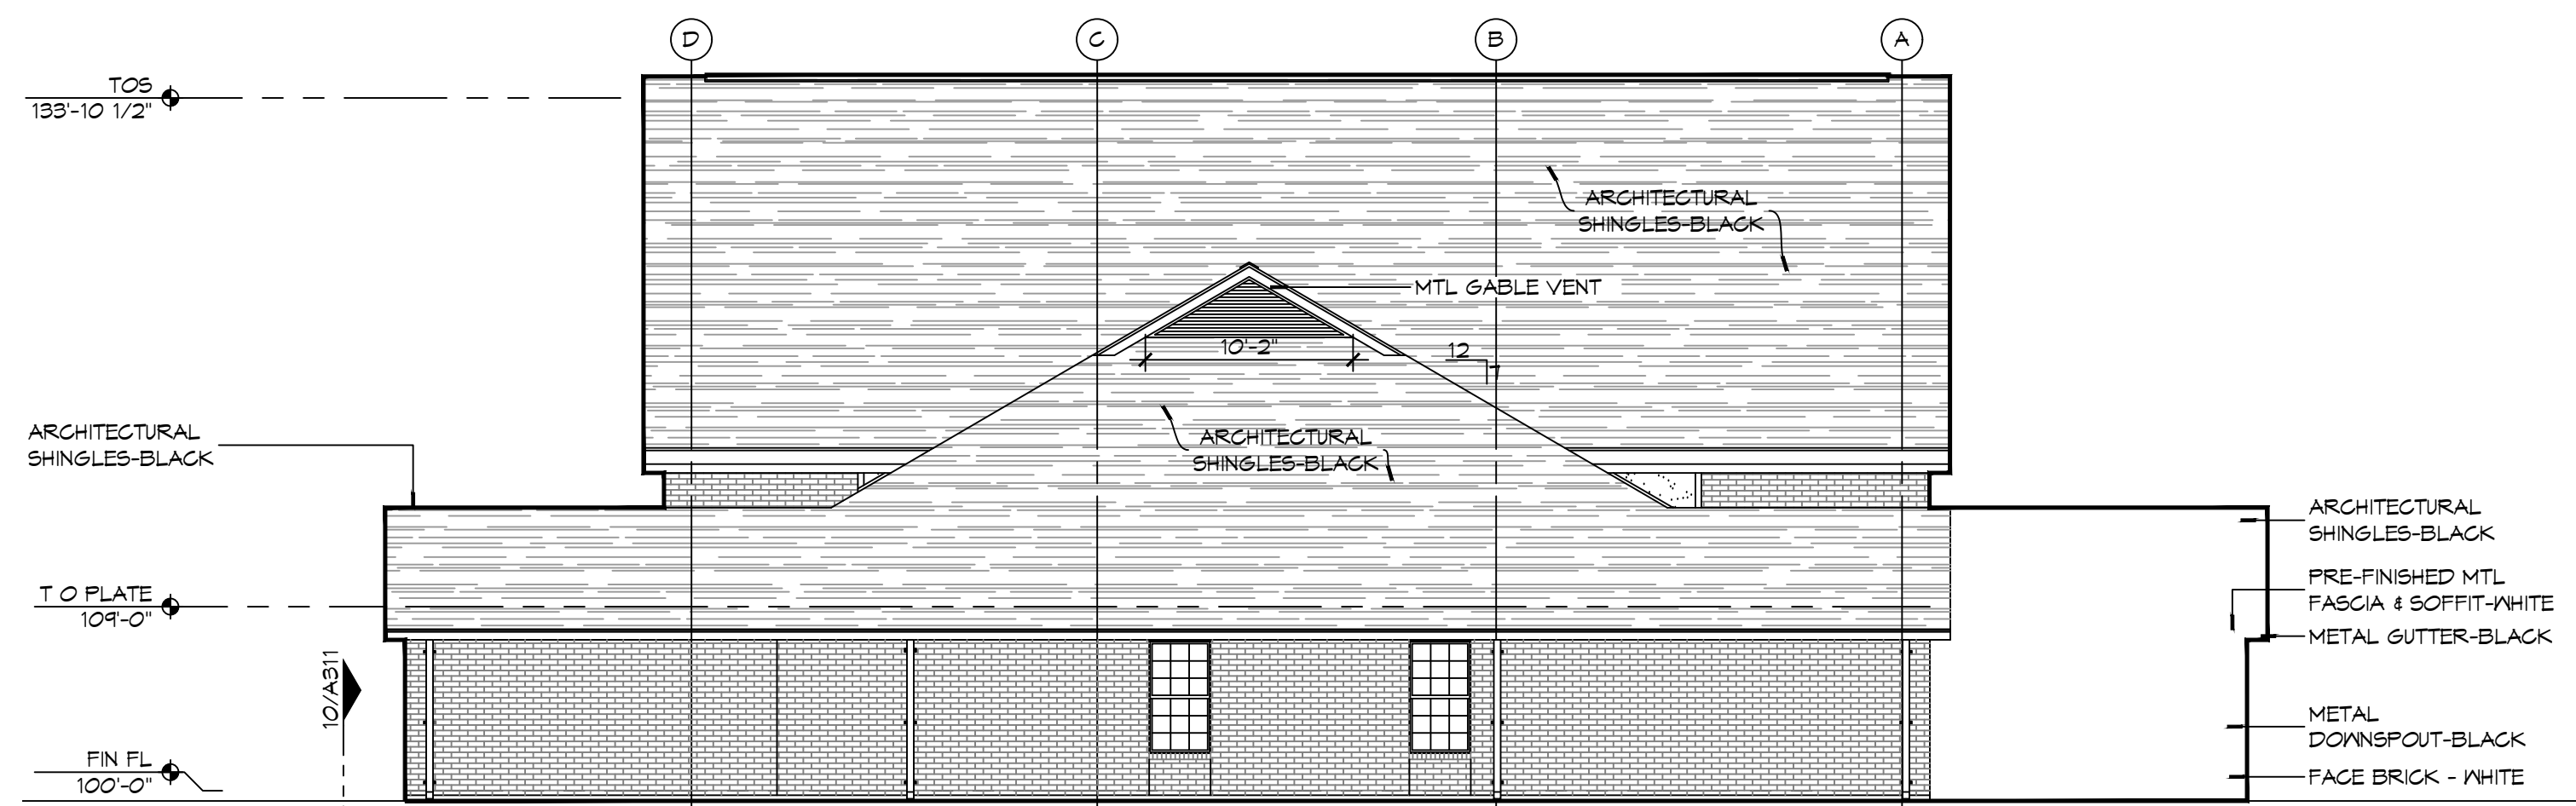 D
C
B
A
TOS
133'-10 1/2"
ARCHITECTURAL
SHINGLES-BLACK
MTL GABLE VENT
10'-2"
12
7
ARCHITECTURAL
SHINGLES-BLACK
ARCHITECTURAL
SHINGLES-BLACK
ARCHITECTURAL
SHINGLES-BLACK
T O PLATE
109'-0"
PRE-FINISHED MTL
FASCIA & SOFFIT-WHITE
METAL GUTTER-BLACK
10/A311
METAL
DOWNSPOUT-BLACK
FIN FL
100'-0"
FACE BRICK - WHITE